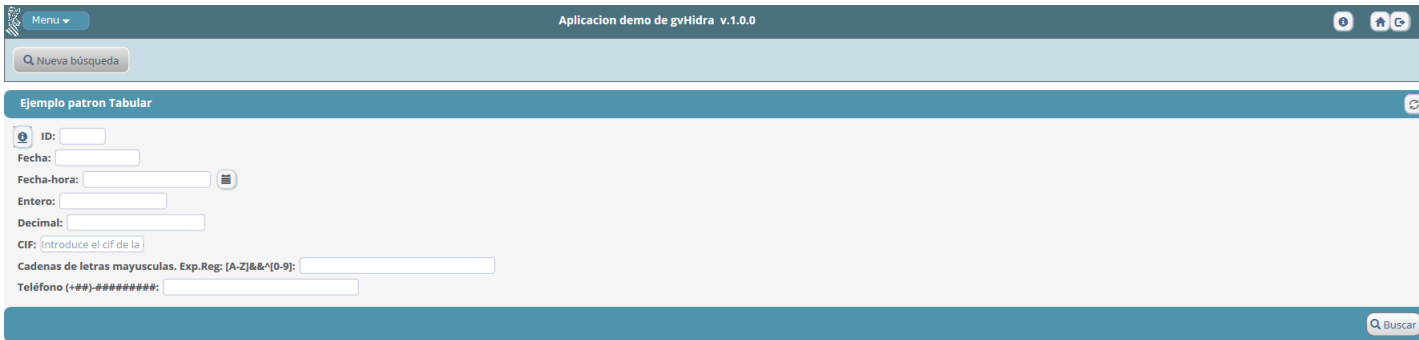 Menu
Aplicacion demo de gvHidra v.1.0.0
Nueva búsqueda
Ejemplo patron Tabular
ID:
Fecha:
Fecha-hora:
Entero:
Decimal:
CIF: Introduce el cif de la
Cadenas de letras mayusculas. Exp.Reg: [A-Z]&&^[0-9]:
Teléfono (+##)-#########:
Buscar